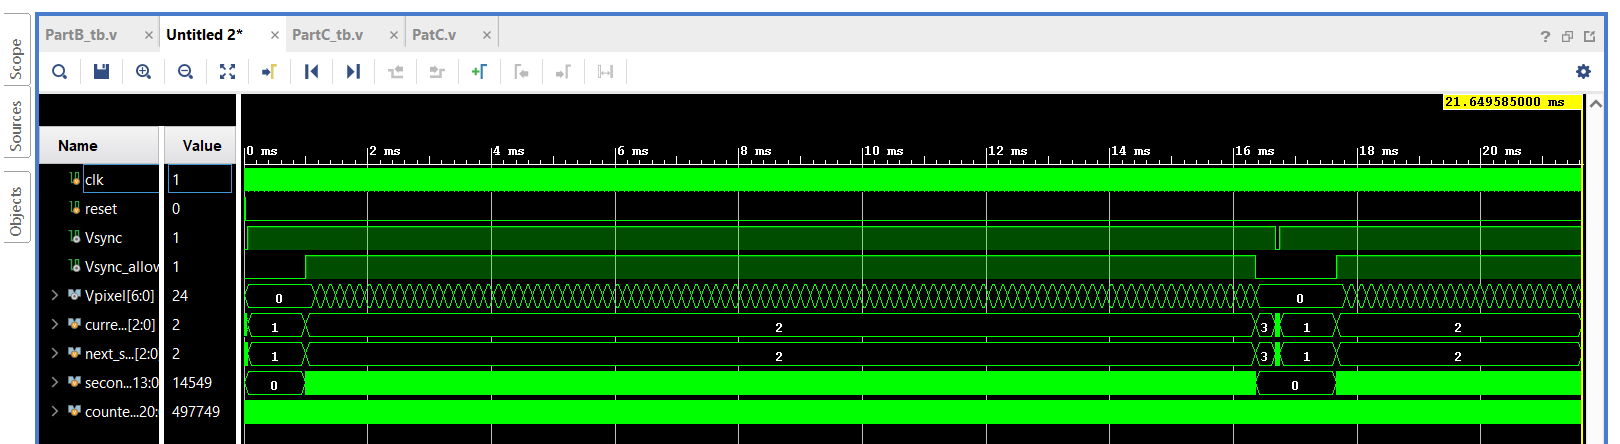 PartB_tb.v × Untitled 2* × PartC_tb.v × PatC.v × ?
Scope
Sources
Objects
21.649585000 ms
Name Value
0 ms 2 ms 4 ms 6 ms 8 ms 10 ms 12 ms 14 ms 16 ms 18 ms 20 ms
clk 1
reset 0
Vsync 1
Vsync_allow 1
Vpixel[6:0] 24 0 0
curre...[2:0] 2 1 2 3 1 2
next_s...[2:0 2 1 2 3 1 2
secon...13:0 14549 0 0
counte...20: 497749